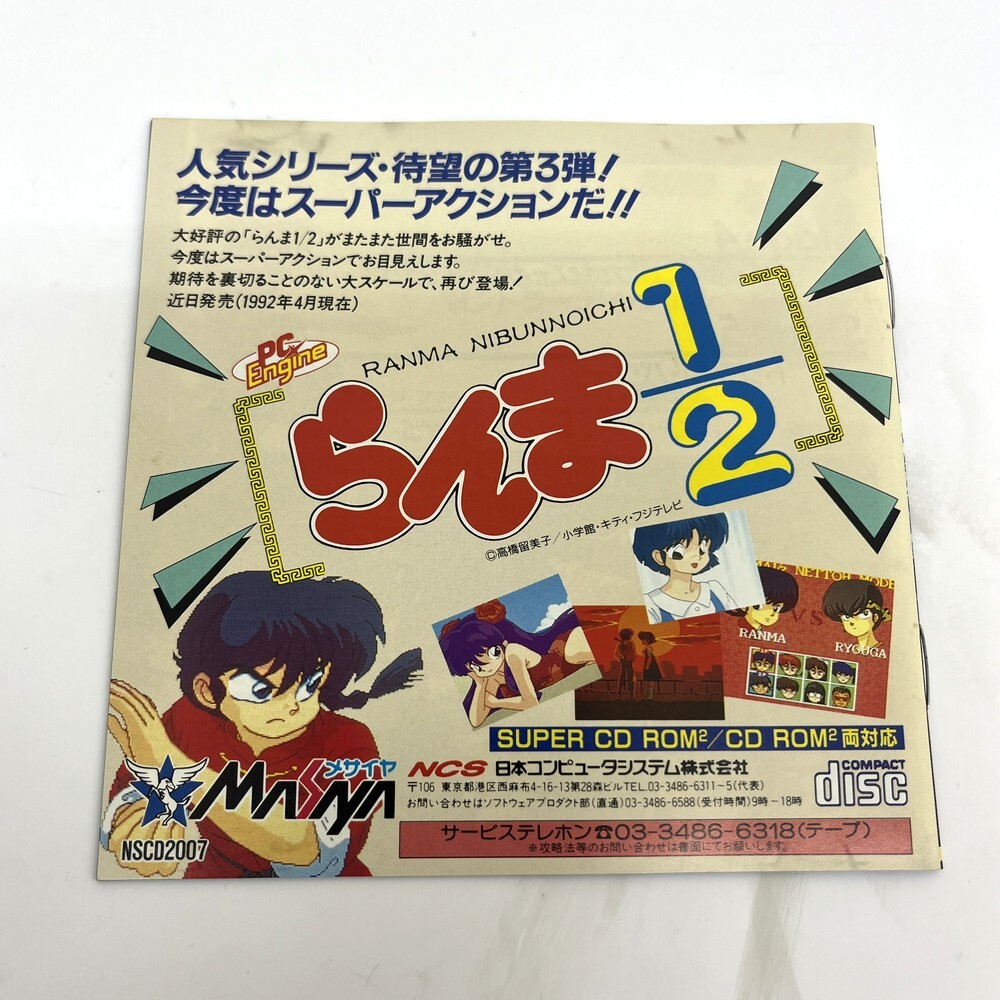 人気シリーズ・待望の第3弾!
今度はスーパーアクションだ!!
大好評の「らんま1/2」がまたまた世間をお騒がせ。
今度はスーパーアクションでお目見えします。
期待を裏切ることのない大スケールで、再び登場!
近日発売(1992年4月現在)
PC Engine
RANMA NIBUNNOICHI
らんま1/2
©高橋留美子/小学館・キティ・フジテレビ
NETTOH MODE
VS
RANMA
RYOUGA
SUPER CD ROM²/CD ROM² 両対応
メサイヤ
MASAYA
NSCD2007
NCS 日本コンピュータシステム株式会社
〒106 東京都港区西麻布4-16-13第28森ビルTEL.03-3486-6311~5(代表)
お問い合わせはソフトウェアプロダクト部(直通)03-3486-6588(受付時間)9時~18時
COMPACT
disc
サービステレホン☎03-3486-6318(テープ)
※攻略法等のお問い合わせは書面にてお願いします。